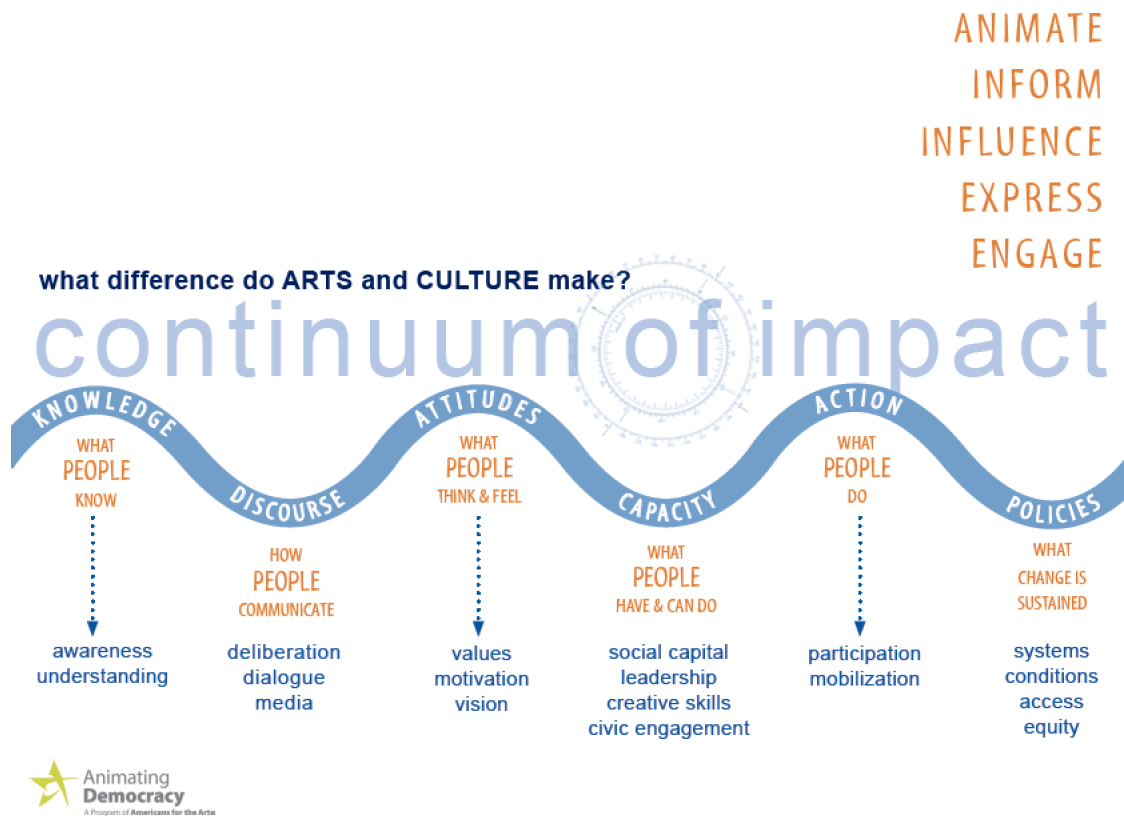 ANIMATE
INFORM
INFLUENCE
EXPRESS
ENGAGE
what difference do ARTS and CULTURE make?
continuum of impact
KNOWLEDGE
WHAT
PEOPLE
KNOW
awareness
understanding
DISCOURSE
HOW
PEOPLE
COMMUNICATE
deliberation
dialogue
media
ATTITUDES
WHAT
PEOPLE
THINK & FEEL
values
motivation
vision
CAPACITY
WHAT
PEOPLE
HAVE & CAN DO
social capital
leadership
creative skills
civic engagement
ACTION
WHAT
PEOPLE
DO
participation
mobilization
POLICIES
WHAT
CHANGE IS
SUSTAINED
systems
conditions
access
equity
Animating
Democracy
A Program of Americans for the Arts